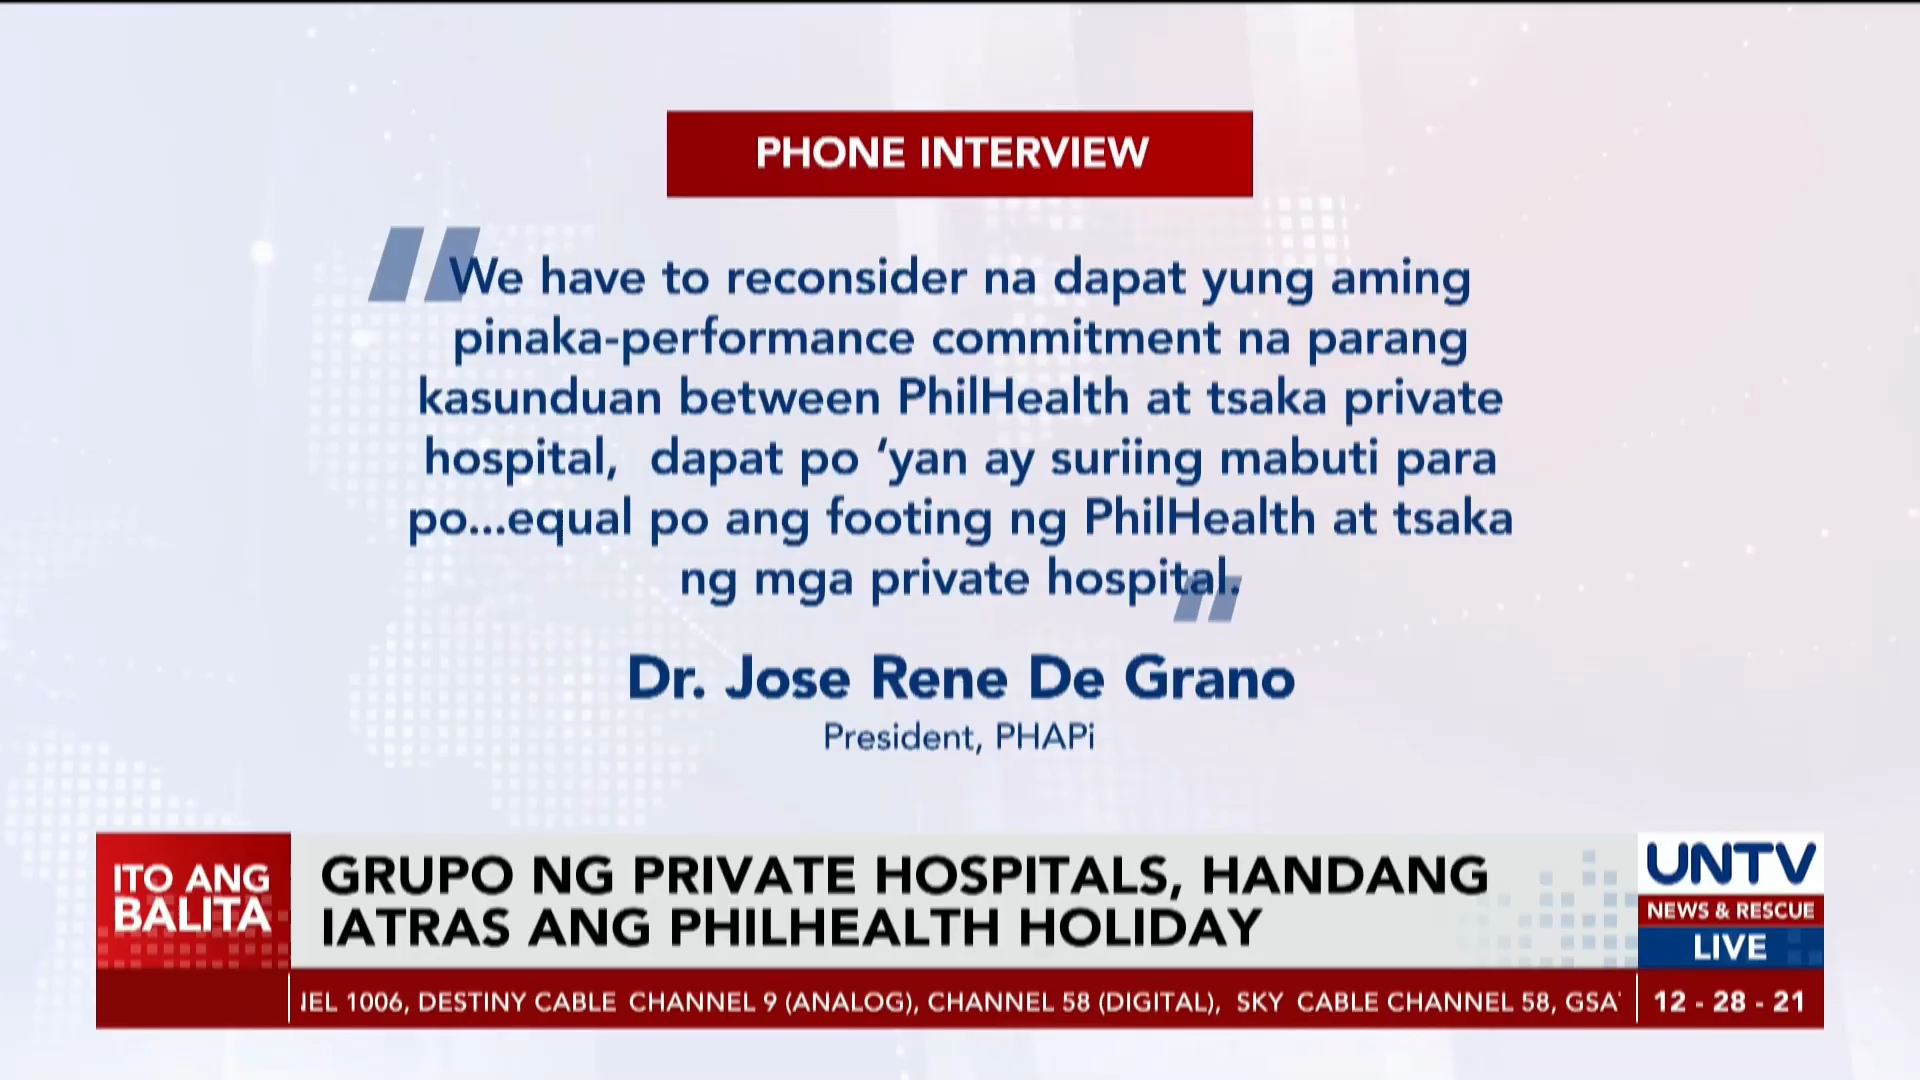 PHONE INTERVIEW
We have to reconsider na dapat yung aming
pinaka-performance commitment na parang
kasunduan between PhilHealth at tsaka private
hospital, dapat po ‘yan ay suriing mabuti para
po...equal po ang footing ng PhilHealth at tsaka
ng mga private hospital.
Dr. Jose Rene De Grano
President, PHAPi
ITO ANG
BALITA
GRUPO NG PRIVATE HOSPITALS, HANDANG
IATRAS ANG PHILHEALTH HOLIDAY
UNTV
NEWS & RESCUE
LIVE
1006, DESTINY CABLE CHANNEL 9 (ANALOG), CHANNEL 58 (DIGITAL), SKY CABLE CHANNEL 58,
12 - 28 - 21